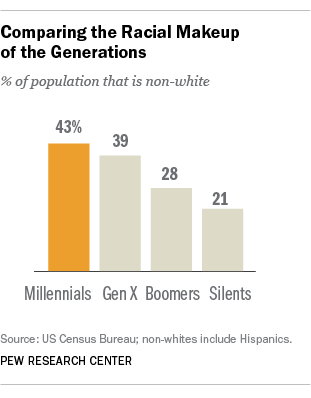 Comparing the Racial Makeup
of the Generations
% of population that is non-white
43%
39
28
21
Millennials Gen X Boomers Silents
Source: US Census Bureau; non-whites include Hispanics.
PEW RESEARCH CENTER